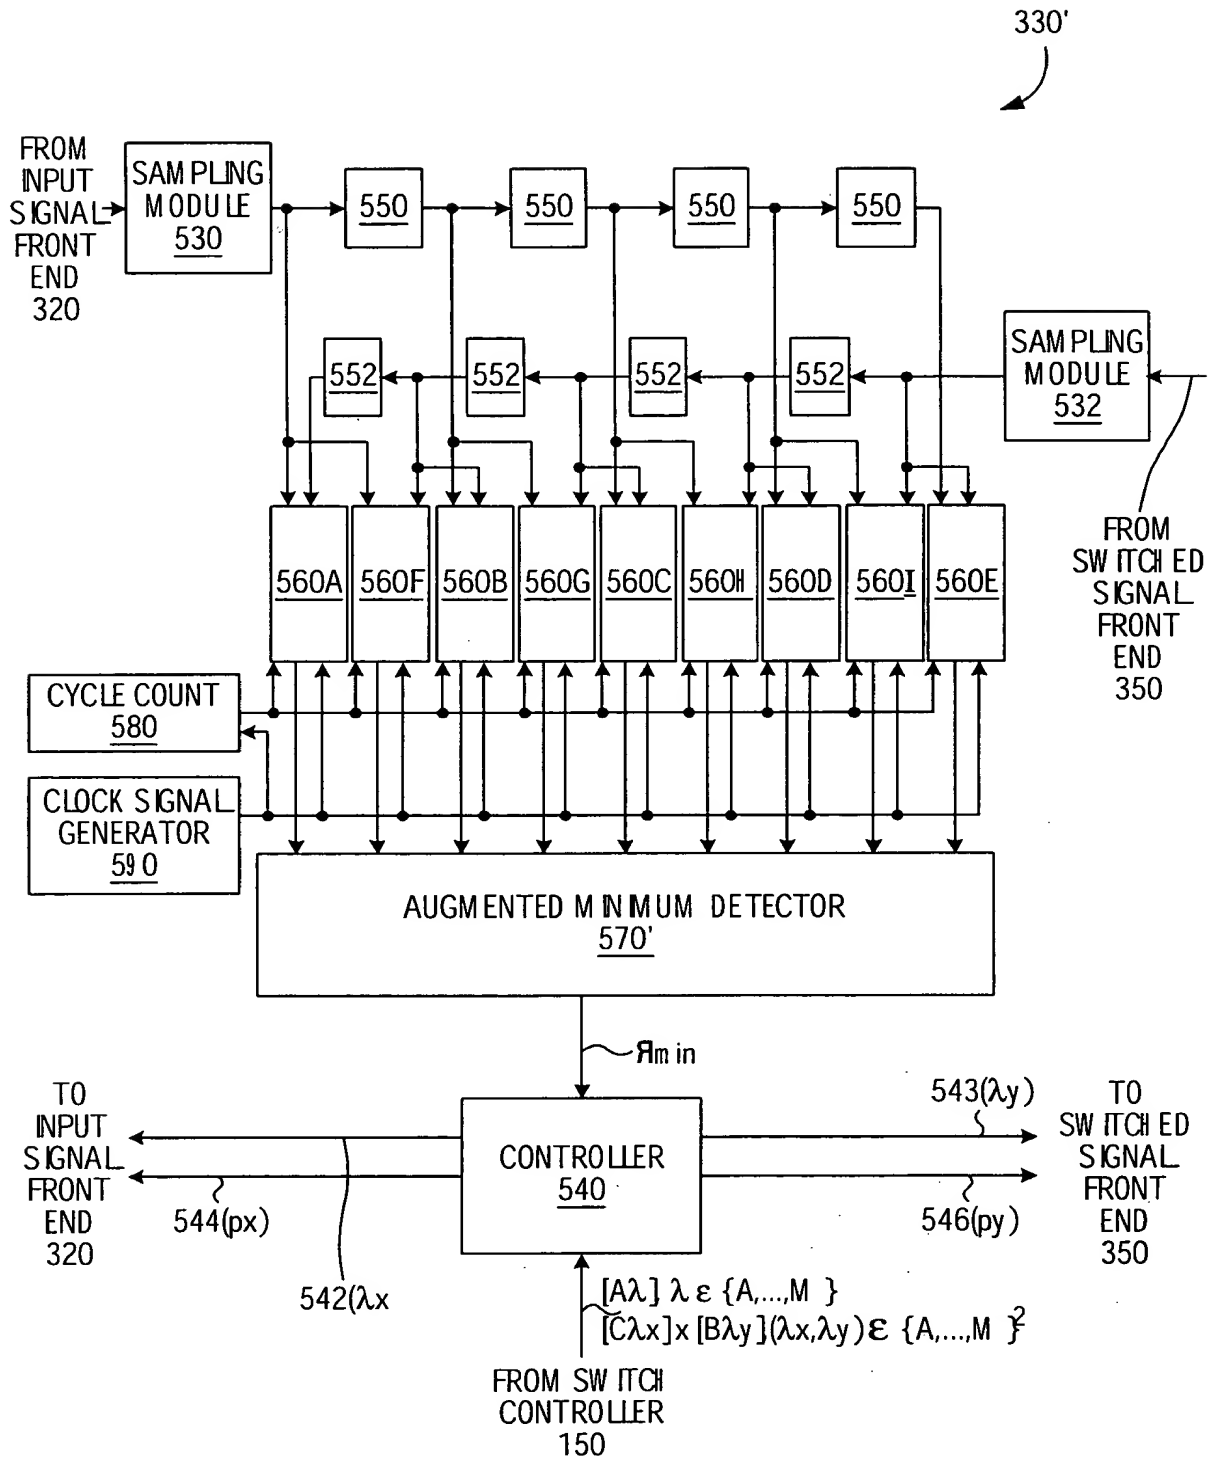 330'
FROM
INPUT
SIGNAL
FRONT
END
320
SAMPLING
MODULE
530
550
550
550
550
552
552
552
552
SAMPLING
MODULE
532
FROM
SWITCHED
SIGNAL
FRONT
END
350
560A
560F
560B
560G
560C
560H
560D
560I
560E
CYCLE COUNT
580
CLOCK SIGNAL
GENERATOR
590
AUGMENTED MINIMUM DETECTOR
570'
Яmin
TO
INPUT
SIGNAL
FRONT
END
320
544(px)
542(λx
CONTROLLER
540
543(λy)
546(py)
TO
SWITCHED
SIGNAL
FRONT
END
350
[Aλ] λ ε {A,...,M }
[Cλx]x [Bλy](λx,λy) ε {A,...,M }²
FROM SWITCH
CONTROLLER
150